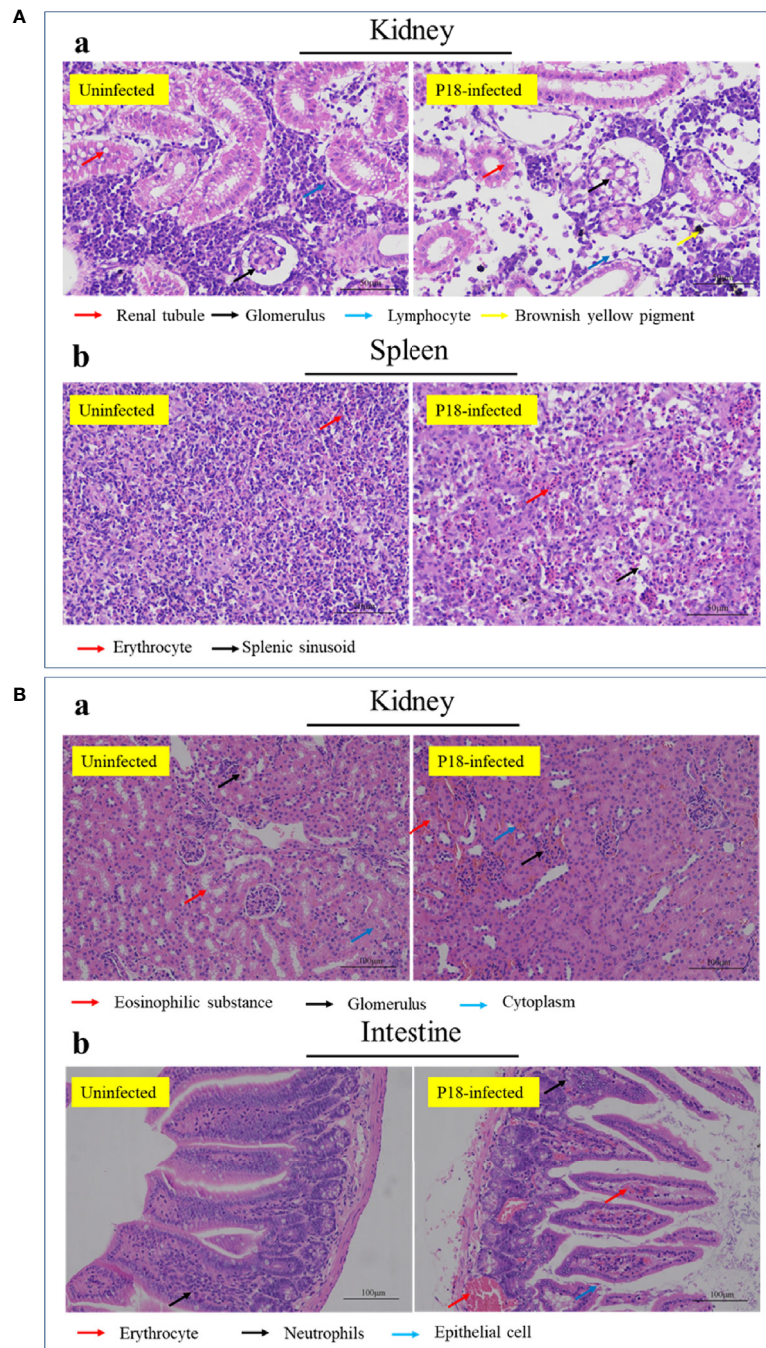 A
a
Kidney
Uninfected
P18-infected
50μm
Renal tubule Glomerulus Lymphocyte Brownish yellow pigment
b
Spleen
Uninfected
P18-infected
50μm
Erythrocyte Splenic sinusoid
B
a
Kidney
Uninfected
P18-infected
100μm
100μm
Eosinophilic substance Glomerulus Cytoplasm
b
Intestine
Uninfected
P18-infected
100μm
100μm
Erythrocyte Neutrophils Epithelial cell